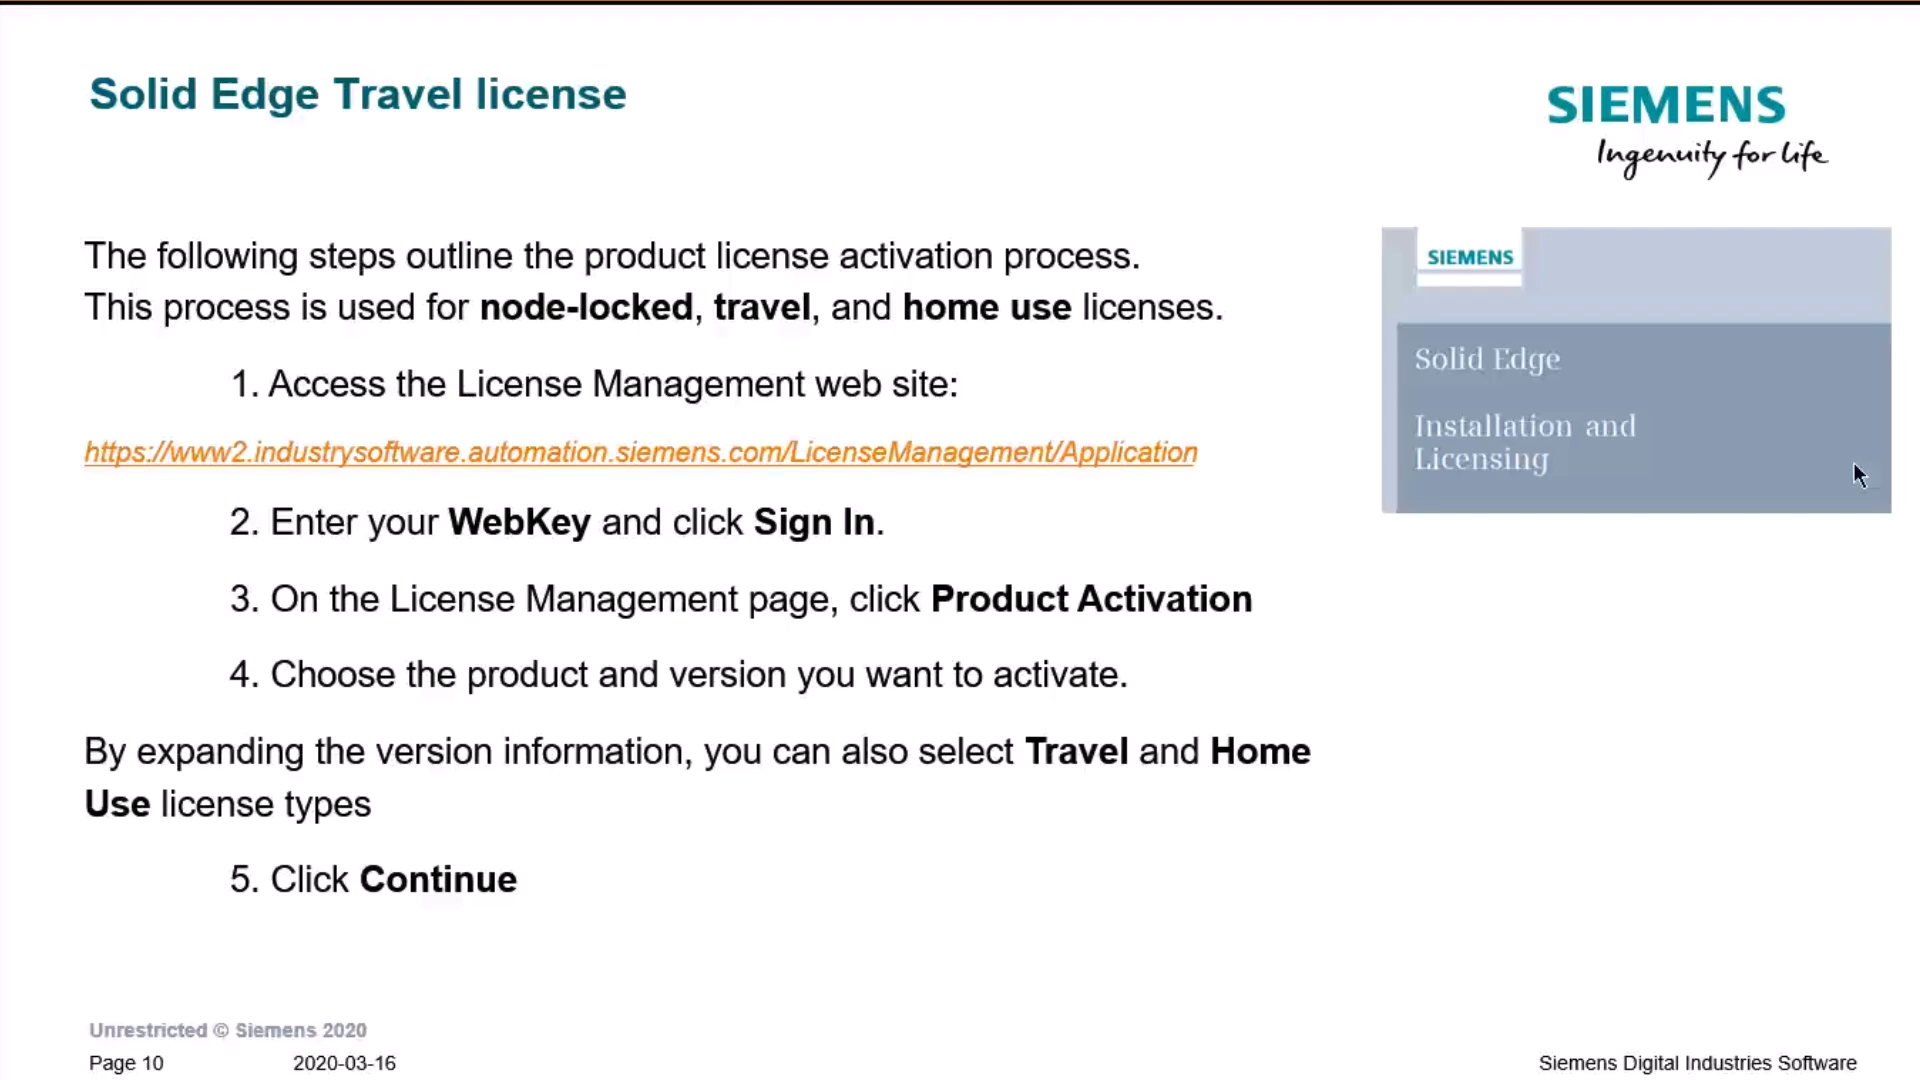 Solid Edge Travel license
SIEMENS
Ingenuity for life
The following steps outline the product license activation process.
This process is used for node-locked, travel, and home use licenses.
1. Access the License Management web site:
https://www2.industrysoftware.automation.siemens.com/LicenseManagement/Application
2. Enter your WebKey and click Sign In.
3. On the License Management page, click Product Activation
4. Choose the product and version you want to activate.
By expanding the version information, you can also select Travel and Home
Use license types
5. Click Continue
SIEMENS
Solid Edge
Installation and
Licensing
Unrestricted © Siemens 2020
Page 10 2020-03-16 Siemens Digital Industries Software